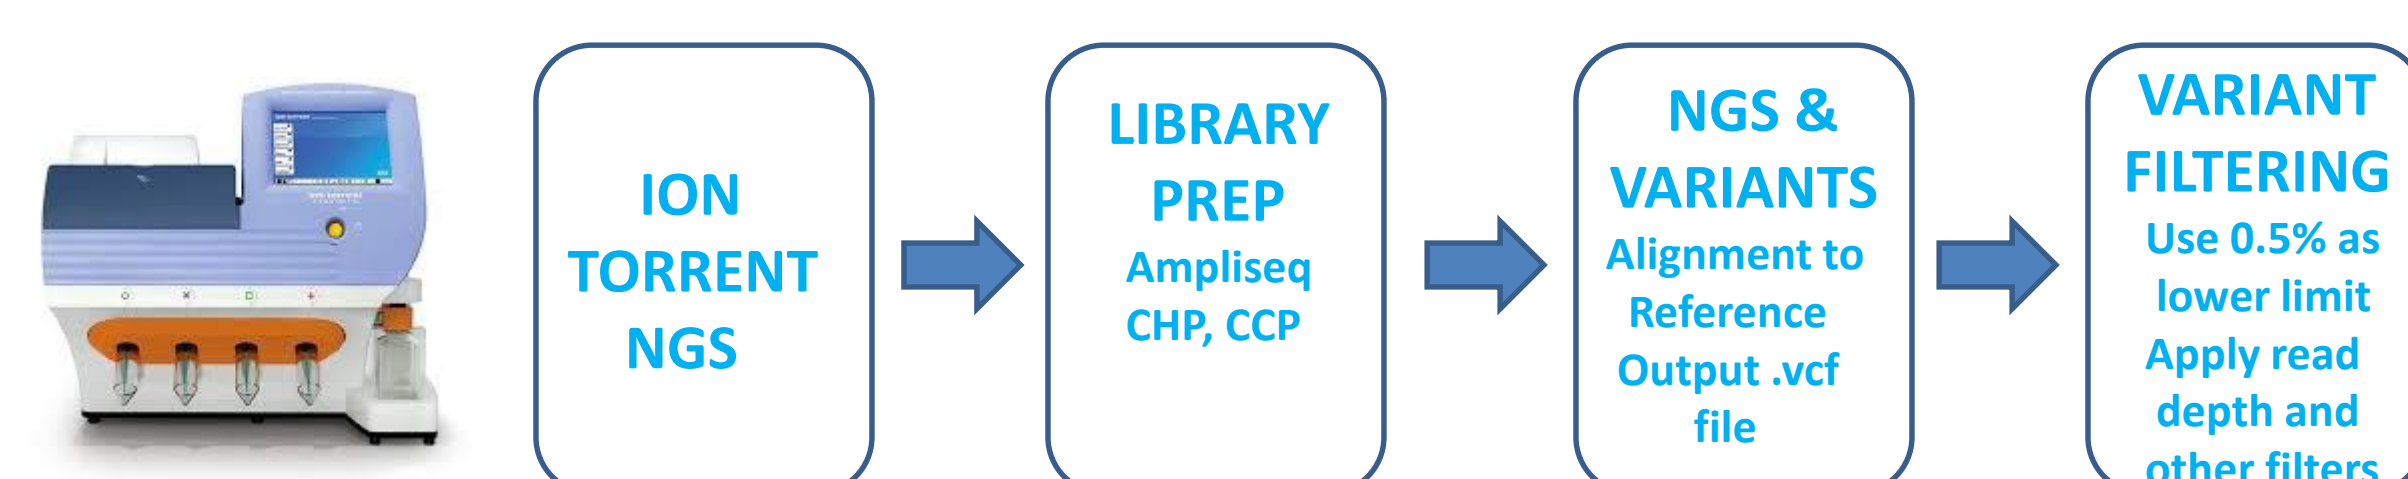 ION
TORRENT
NGS
LIBRARY
PREP
Ampliseq
CHP, CCP
NGS &
VARIANTS
Alignment to
Reference
Output .vcf
file
VARIANT
FILTERING
Use 0.5% as
lower limit
Apply read
depth and
other filters